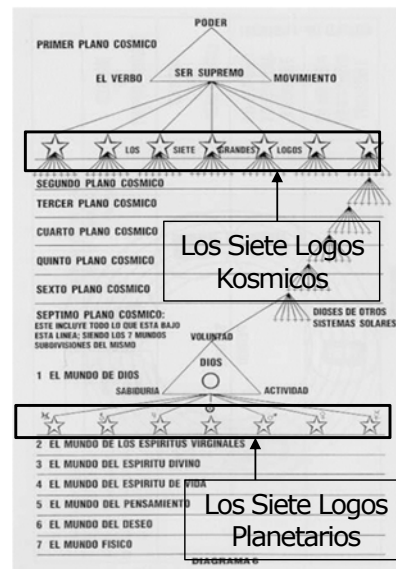 PODER
PRIMER PLANO COSMICO
EL VERBO
SER SUPREMO
MOVIMIENTO
LOS SIETE GRANDES LOGOS
SEGUNDO PLANO COSMICO
TERCER PLANO COSMICO
CUARTO PLANO COSMICO
Los Siete Logos
Kosmicos
QUINTO PLANO COSMICO
SEXTO PLANO COSMICO
SEPTIMO PLANO COSMICO:
ESTE INCLUYE TODO LO QUE ESTA BAJO
ESTA LINEA; SIENDO LOS 7 MUNDOS
SUBDIVISIONES DEL MISMO
DIOSES DE OTROS
SISTEMAS SOLARES
VOLUNTAD
DIOS
1 EL MUNDO DE DIOS
SABIDURIA
ACTIVIDAD
2 EL MUNDO DE LOS ESPIRITUS VIRGINALES
3 EL MUNDO DEL ESPIRITU DIVINO
4 EL MUNDO DEL ESPIRITU DE VIDA
5 EL MUNDO DEL PENSAMIENTO
6 EL MUNDO DEL DESEO
7 EL MUNDO FISICO
Los Siete Logos
Planetarios
DIAGRAMA 6